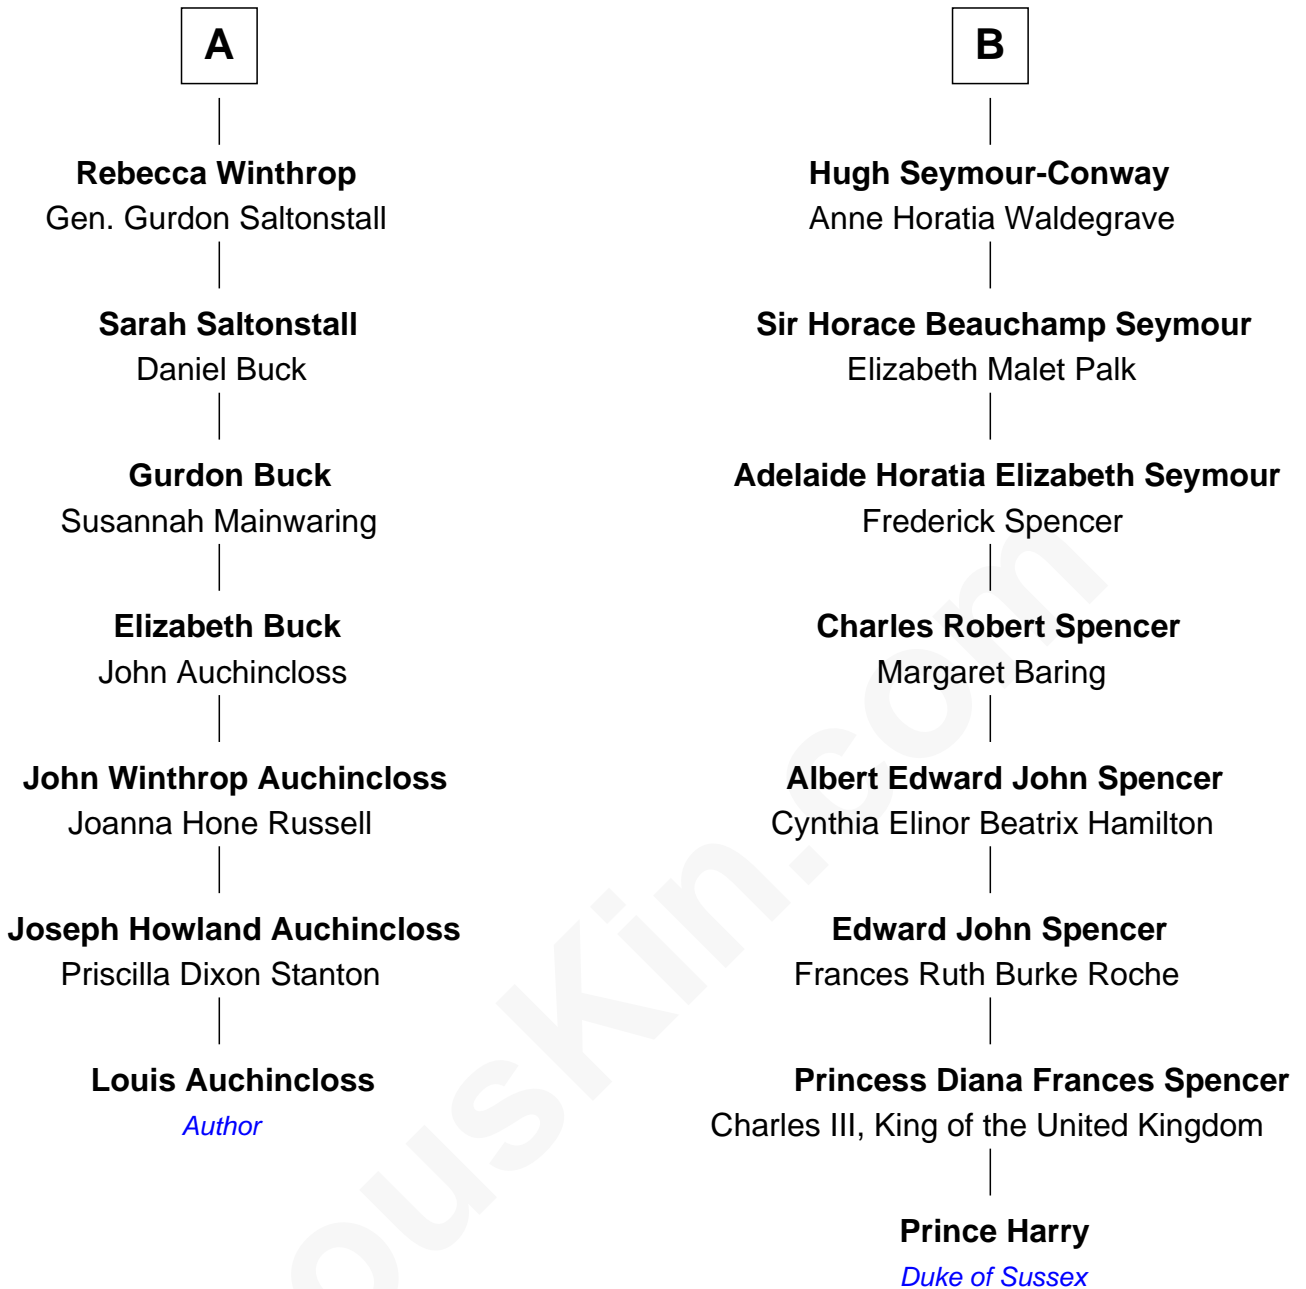 A
Rebecca Winthrop
Gen. Gurdon Saltonstall
Sarah Saltonstall
Daniel Buck
Gurdon Buck
Susannah Mainwaring
Elizabeth Buck
John Auchincloss
John Winthrop Auchincloss
Joanna Hone Russell
Joseph Howland Auchincloss
Priscilla Dixon Stanton
Louis Auchincloss
Author
B
Hugh Seymour-Conway
Anne Horatia Waldegrave
Sir Horace Beauchamp Seymour
Elizabeth Malet Palk
Adelaide Horatia Elizabeth Seymour
Frederick Spencer
Charles Robert Spencer
Margaret Baring
Albert Edward John Spencer
Cynthia Elinor Beatrix Hamilton
Edward John Spencer
Frances Ruth Burke Roche
Princess Diana Frances Spencer
Charles III, King of the United Kingdom
Prince Harry
Duke of Sussex
ousKin.com